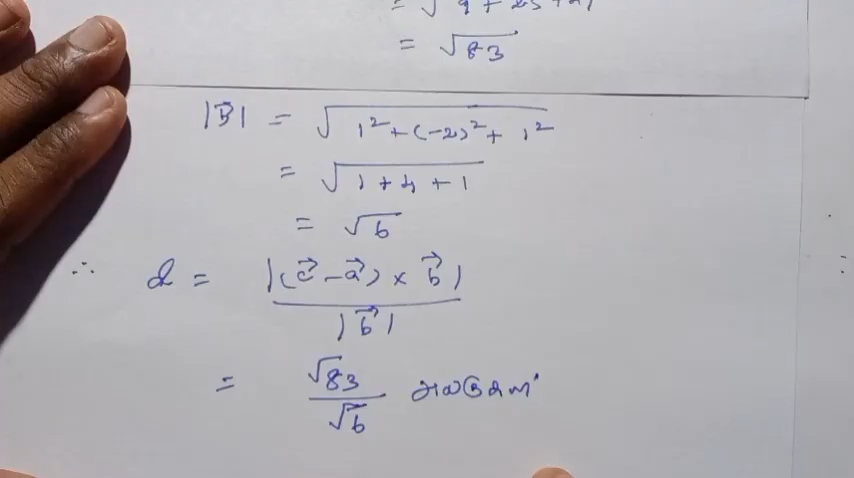 = √83
|b⃗| = √1² + (-2)² + 1²
= √1 + 4 + 1
= √6
∴ d = |(c⃗ - a⃗) × b⃗| / |b⃗|
= √83 / √6 அலகுகள்